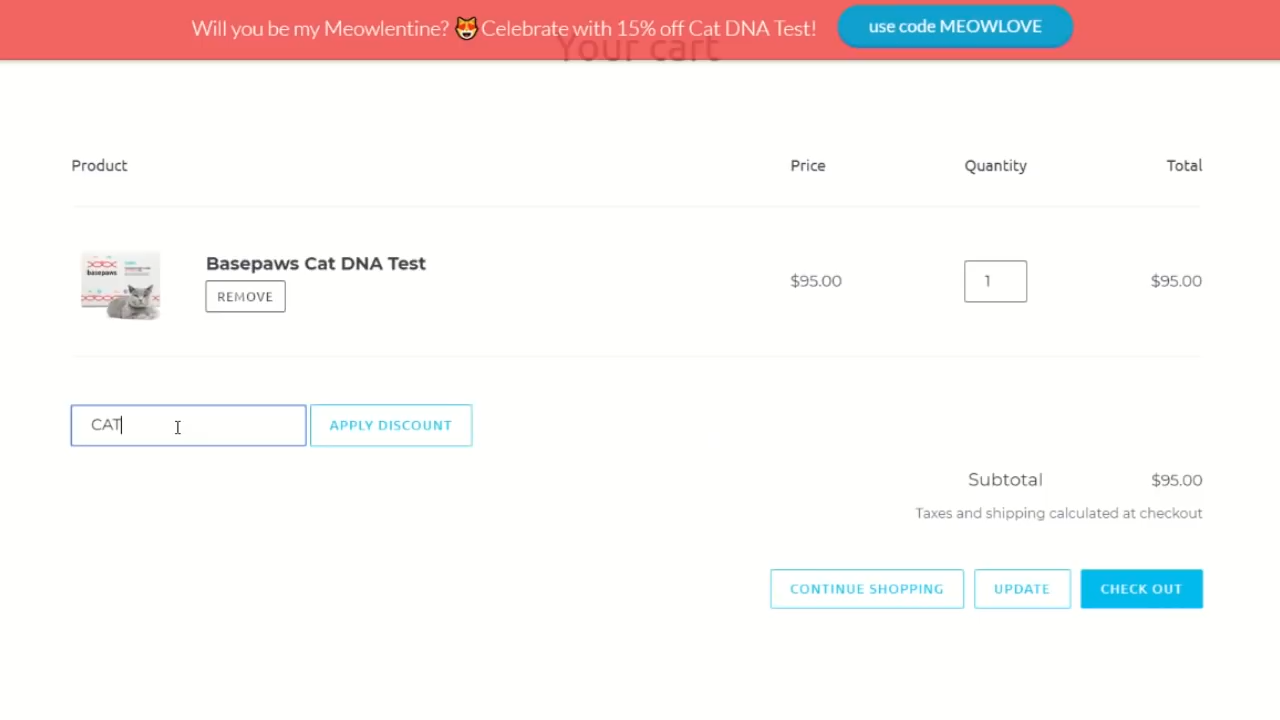 Will you be my Meowlentine? 😻 Celebrate with 15% off Cat DNA Test!
use code MEOWLOVE
Your cart
Product Price Quantity Total
basepaws
Basepaws Cat DNA Test
REMOVE
$95.00 1 $95.00
CAT
APPLY DISCOUNT
Subtotal $95.00
Taxes and shipping calculated at checkout
CONTINUE SHOPPING UPDATE CHECK OUT